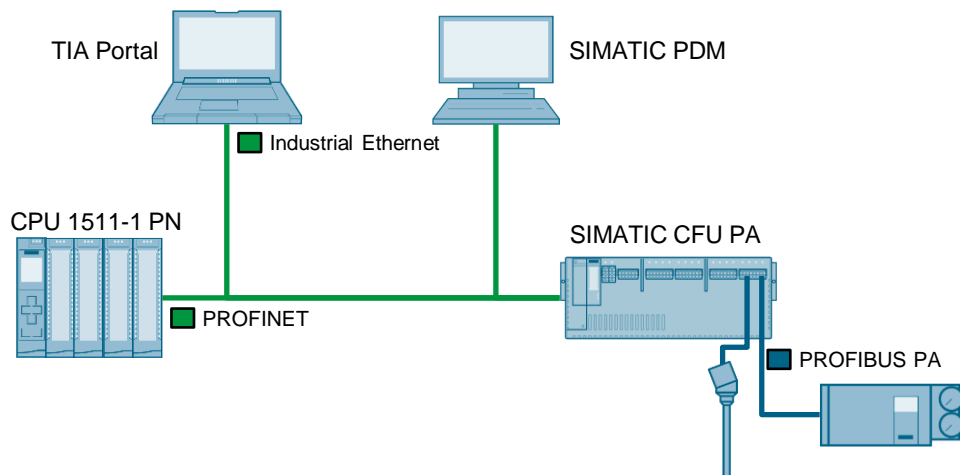 TIA Portal
SIMATIC PDM
Industrial Ethernet
CPU 1511-1 PN
SIMATIC CFU PA
PROFINET
PROFIBUS PA